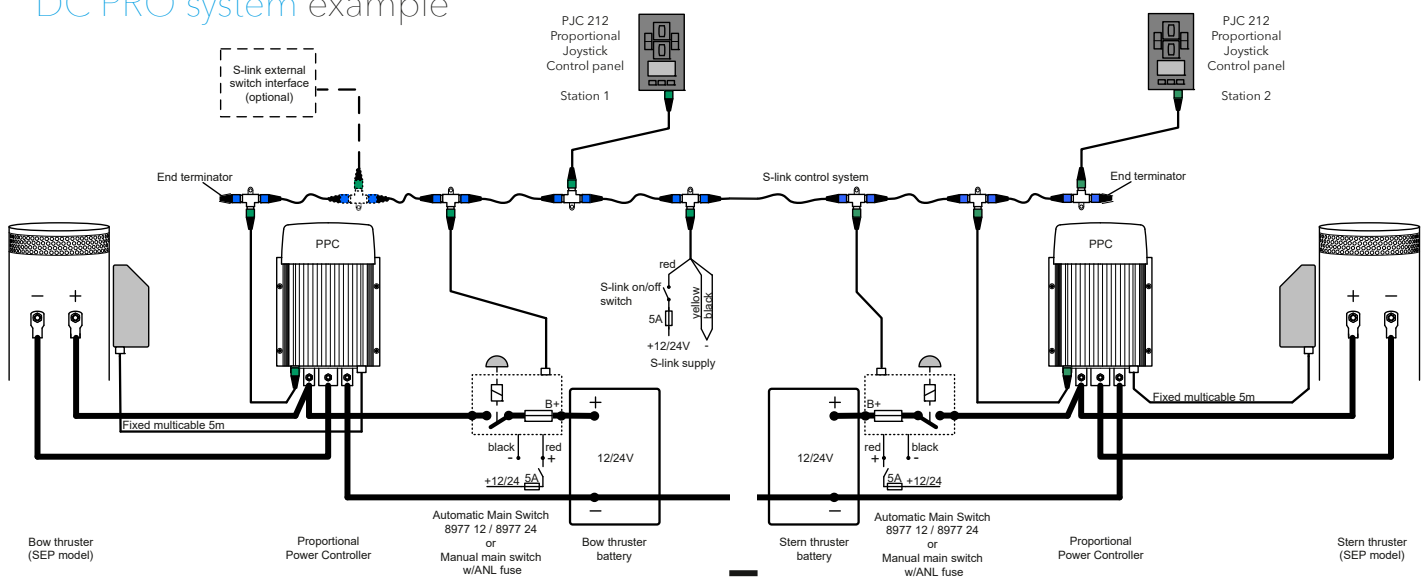 DC PRO system example
PJC 212
Proportional
Joystick
Control panel
Station 1
PJC 212
Proportional
Joystick
Control panel
Station 2
S-link external
switch interface
(optional)
End terminator
S-link control system
End terminator
PPC
PPC
red
S-link on/off
switch
yellow
black
5A
+12/24V
-
S-link supply
− +
+ −
Fixed multicable 5m
Fixed multicable 5m
B+
+
+
B+
black
red
- +
+12/24
5A
12/24V
12/24V
red
black
+ -
5A
+12/24
−
−
Automatic Main Switch
8977 12 / 8977 24
or
Manual main switch
w/ANL fuse
Automatic Main Switch
8977 12 / 8977 24
or
Manual main switch
w/ANL fuse
Bow thruster
(SEP model)
Proportional
Power Controller
Bow thruster
battery
Stern thruster
battery
Proportional
Power Controller
Stern thruster
(SEP model)